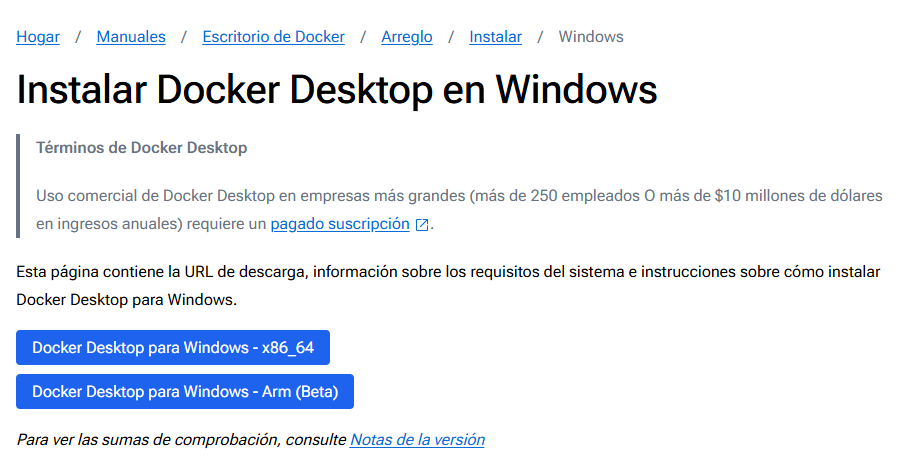 Hogar / Manuales / Escritorio de Docker / Arreglo / Instalar / Windows
Instalar Docker Desktop en Windows
Términos de Docker Desktop
Uso comercial de Docker Desktop en empresas más grandes (más de 250 empleados O más de $10 millones de dólares
en ingresos anuales) requiere un pagado suscripción.
Esta página contiene la URL de descarga, información sobre los requisitos del sistema e instrucciones sobre cómo instalar
Docker Desktop para Windows.
Docker Desktop para Windows - x86_64
Docker Desktop para Windows - Arm (Beta)
Para ver las sumas de comprobación, consulte Notas de la versión